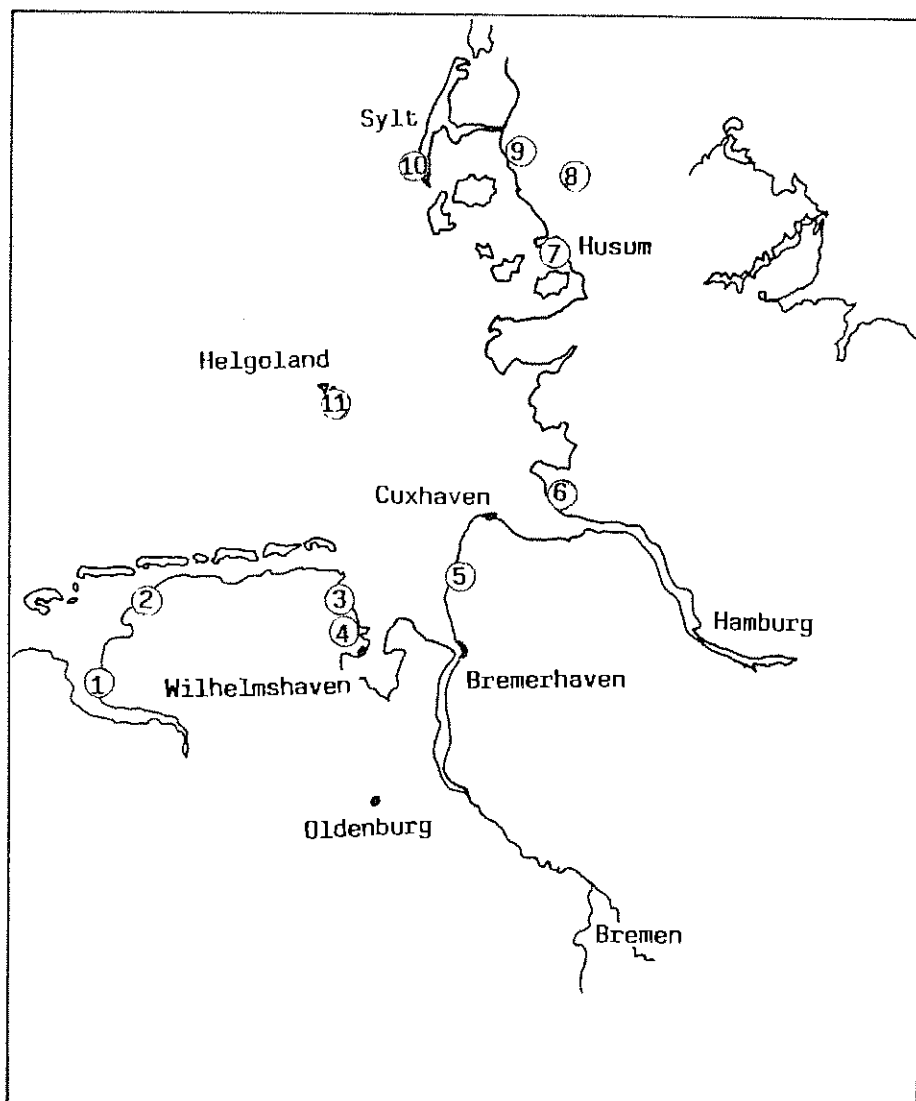 Sylt
9
10
8
7
Husum
Helgoland
11
6
Cuxhaven
5
2
3
4
Hamburg
1
Wilhelmshaven
Bremerhaven
Oldenburg
Bremen